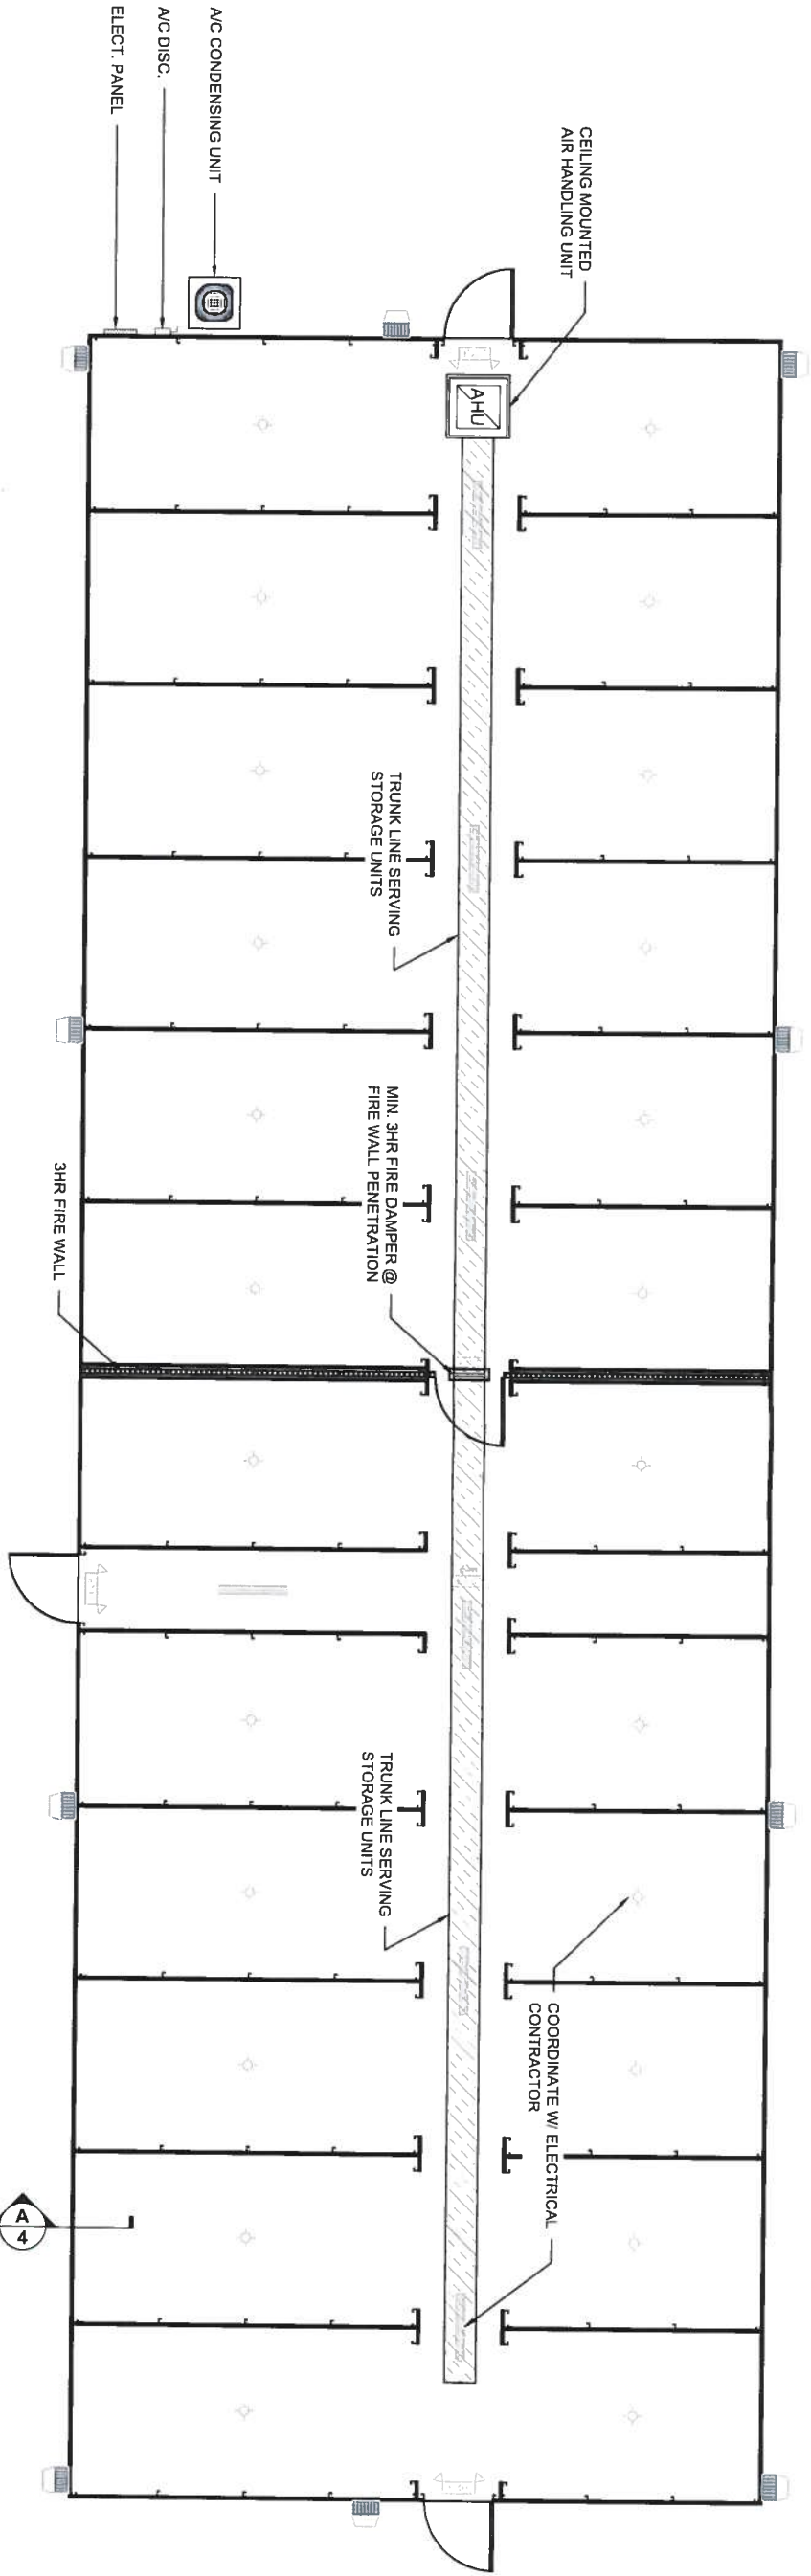 ELECT. PANEL
A/C DISC.
A/C CONDENSING UNIT
CEILING MOUNTED
AIR HANDLING UNIT
AHU
TRUNK LINE SERVING
STORAGE UNITS
MIN. 3HR FIRE DAMPER @
FIRE WALL PENETRATION
3HR FIRE WALL
TRUNK LINE SERVING
STORAGE UNITS
COORDINATE W/ ELECTRICAL
CONTRACTOR
A
4